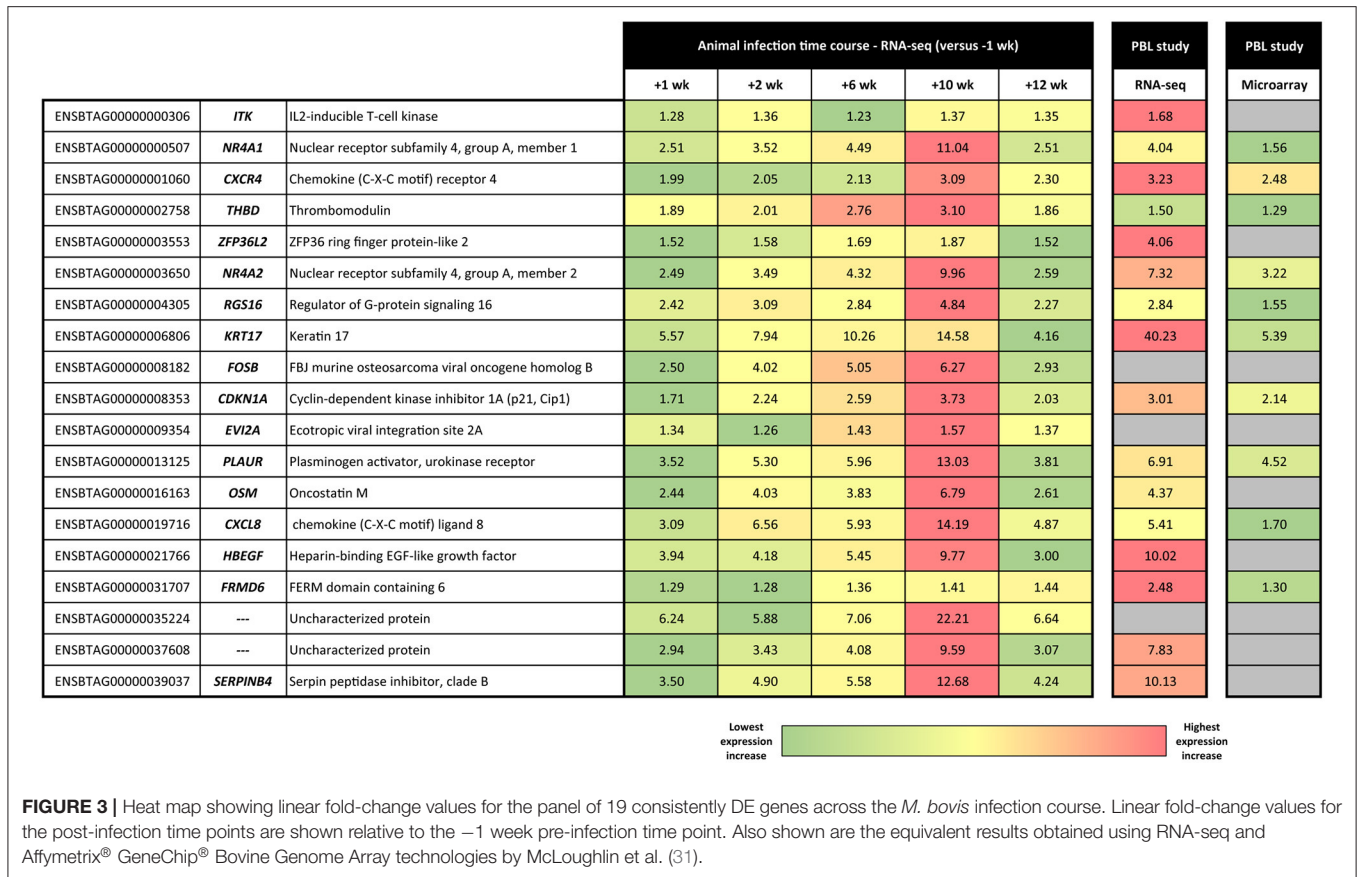 Animal infection time course - RNA-seq (versus -1 wk) PBL study PBL study
+1 wk +2 wk +6 wk +10 wk +12 wk RNA-seq Microarray
ENSBTAG00000000306 ITK IL2-inducible T-cell kinase 1.28 1.36 1.23 1.37 1.35 1.68
ENSBTAG00000000507 NR4A1 Nuclear receptor subfamily 4, group A, member 1 2.51 3.52 4.49 11.04 2.51 4.04 1.56
ENSBTAG00000001060 CXCR4 Chemokine (C-X-C motif) receptor 4 1.99 2.05 2.13 3.09 2.30 3.23 2.48
ENSBTAG00000002758 THBD Thrombomodulin 1.89 2.01 2.76 3.10 1.86 1.50 1.29
ENSBTAG00000003553 ZFP36L2 ZFP36 ring finger protein-like 2 1.52 1.58 1.69 1.87 1.52 4.06
ENSBTAG00000003650 NR4A2 Nuclear receptor subfamily 4, group A, member 2 2.49 3.49 4.32 9.96 2.59 7.32 3.22
ENSBTAG00000004305 RGS16 Regulator of G-protein signaling 16 2.42 3.09 2.84 4.84 2.27 2.84 1.55
ENSBTAG00000006806 KRT17 Keratin 17 5.57 7.94 10.26 14.58 4.16 40.23 5.39
ENSBTAG00000008182 FOSB FBJ murine osteosarcoma viral oncogene homolog B 2.50 4.02 5.05 6.27 2.93
ENSBTAG00000008353 CDKN1A Cyclin-dependent kinase inhibitor 1A (p21, Cip1) 1.71 2.24 2.59 3.73 2.03 3.01 2.14
ENSBTAG00000009354 EVI2A Ecotropic viral integration site 2A 1.34 1.26 1.43 1.57 1.37
ENSBTAG00000013125 PLAUR Plasminogen activator, urokinase receptor 3.52 5.30 5.96 13.03 3.81 6.91 4.52
ENSBTAG00000016163 OSM Oncostatin M 2.44 4.03 3.83 6.79 2.61 4.37
ENSBTAG00000019716 CXCL8 chemokine (C-X-C motif) ligand 8 3.09 6.56 5.93 14.19 4.87 5.41 1.70
ENSBTAG00000021766 HBEGF Heparin-binding EGF-like growth factor 3.94 4.18 5.45 9.77 3.00 10.02
ENSBTAG00000031707 FRMD6 FERM domain containing 6 1.29 1.28 1.36 1.41 1.44 2.48 1.30
ENSBTAG00000035224 --- Uncharacterized protein 6.24 5.88 7.06 22.21 6.64
ENSBTAG00000037608 --- Uncharacterized protein 2.94 3.43 4.08 9.59 3.07 7.83
ENSBTAG00000039037 SERPINB4 Serpin peptidase inhibitor, clade B 3.50 4.90 5.58 12.68 4.24 10.13
Lowest
expression
increase
Highest
expression
increase
FIGURE 3 | Heat map showing linear fold-change values for the panel of 19 consistently DE genes across the M. bovis infection course. Linear fold-change values for
the post-infection time points are shown relative to the −1 week pre-infection time point. Also shown are the equivalent results obtained using RNA-seq and
Affymetrix® GeneChip® Bovine Genome Array technologies by McLoughlin et al. (31).